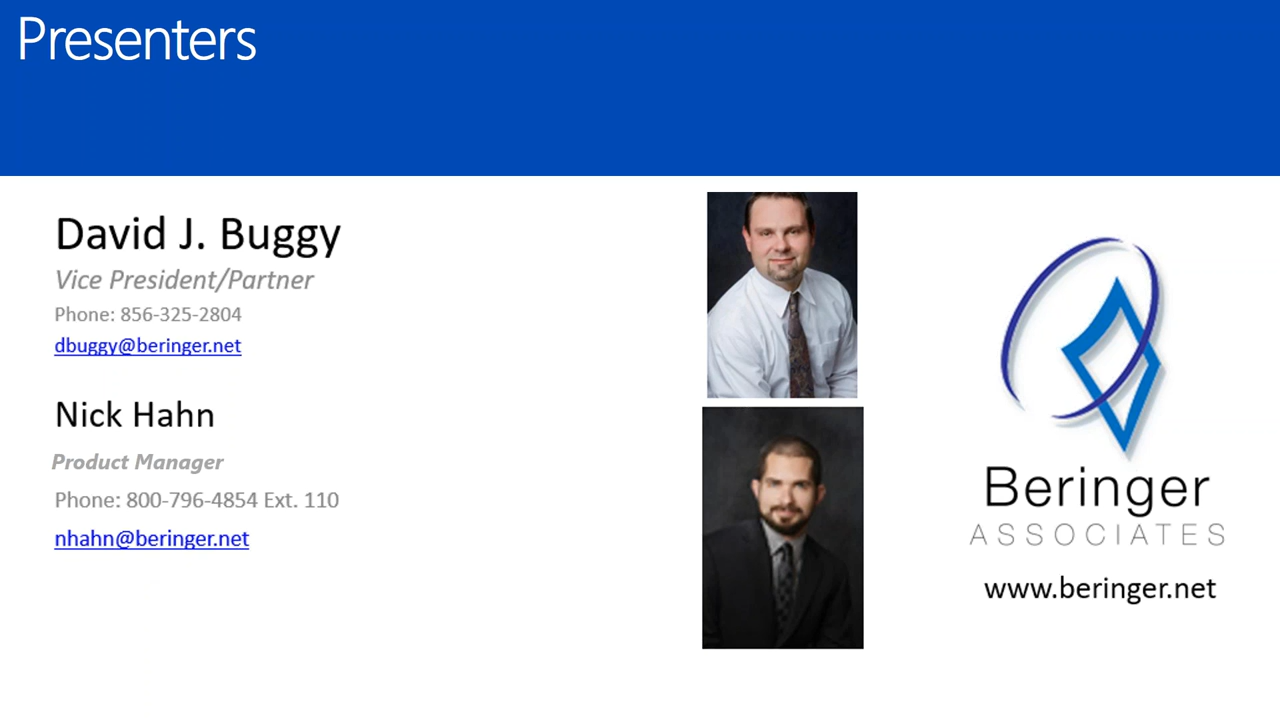 Presenters
David J. Buggy
Vice President/Partner
Phone: 856-325-2804
dbuggy@beringer.net
Nick Hahn
Product Manager
Phone: 800-796-4854 Ext. 110
nhahn@beringer.net
Beringer
ASSOCIATES
www.beringer.net